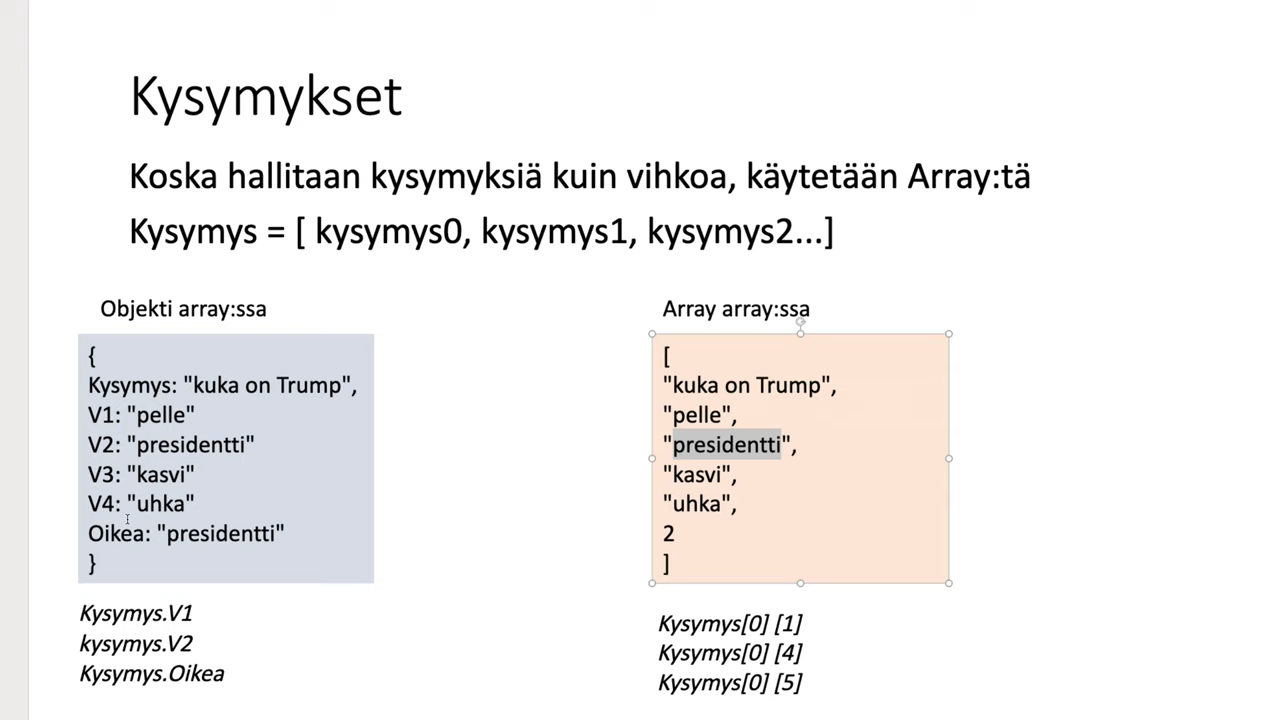 Kysymykset
Koska hallitaan kysymyksiä kuin vihkoa, käytetään Array:tä
Kysymys = [ kysymys0, kysymys1, kysymys2...]
Objekti array:ssa
{
Kysymys: "kuka on Trump",
V1: "pelle"
V2: "presidentti"
V3: "kasvi"
V4: "uhka"
Oikea: "presidentti"
}
Kysymys.V1
kysymys.V2
Kysymys.Oikea
Array array:ssa
[
"kuka on Trump",
"pelle",
"presidentti",
"kasvi",
"uhka",
2
]
Kysymys[0] [1]
Kysymys[0] [4]
Kysymys[0] [5]